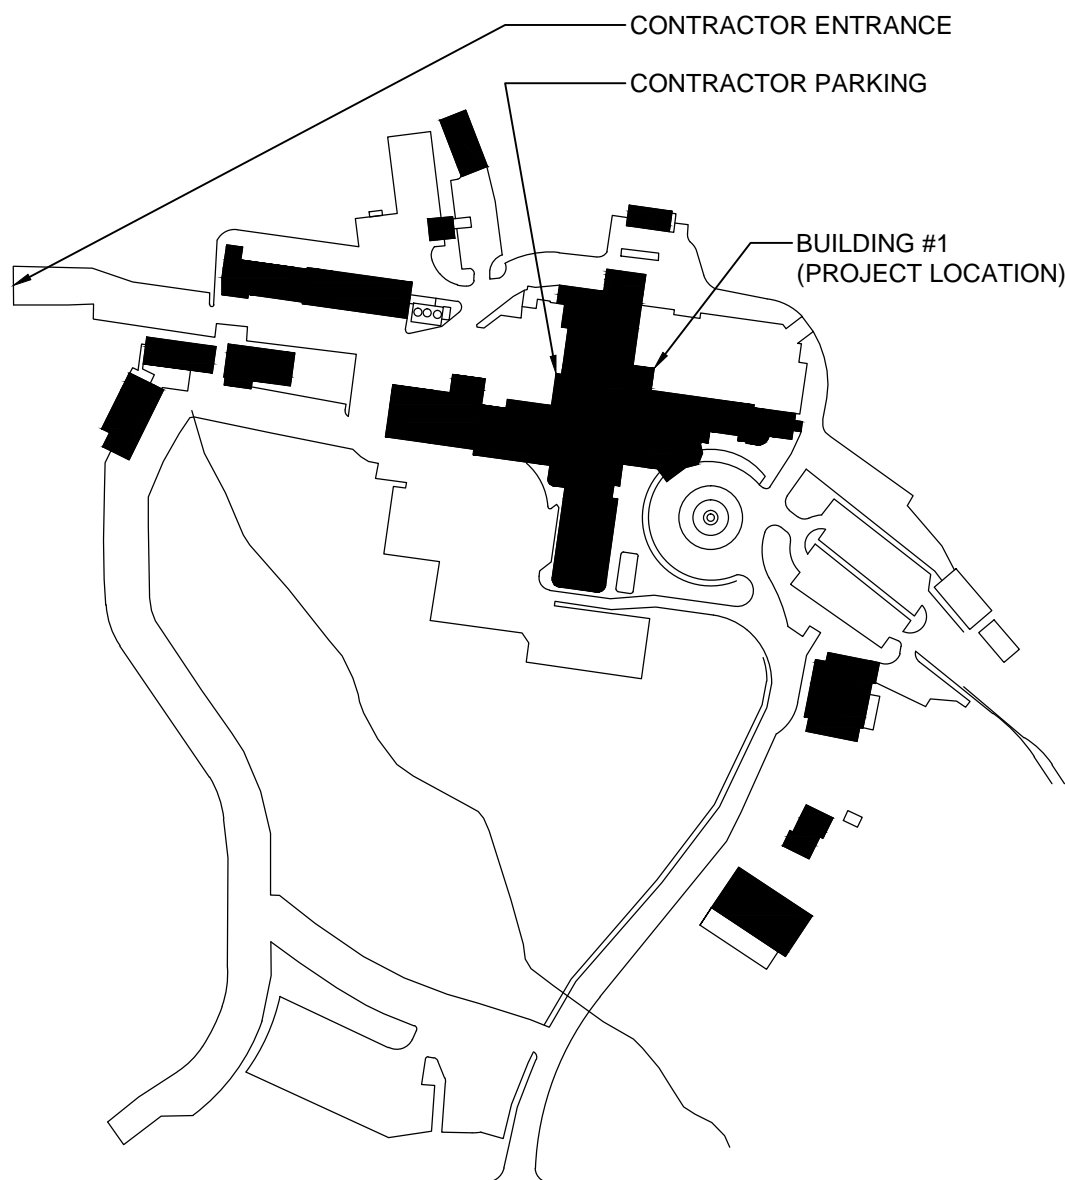 CONTRACTOR ENTRANCE
CONTRACTOR PARKING
BUILDING #1
(PROJECT LOCATION)